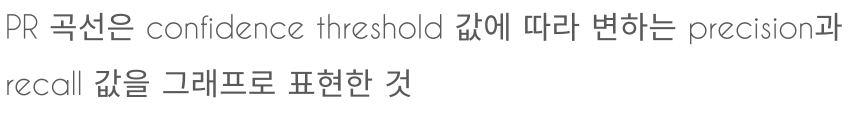 PR 곡선은 confidence threshold 값에 따라 변하는 precision과
recall 값을 그래프로 표현한 것